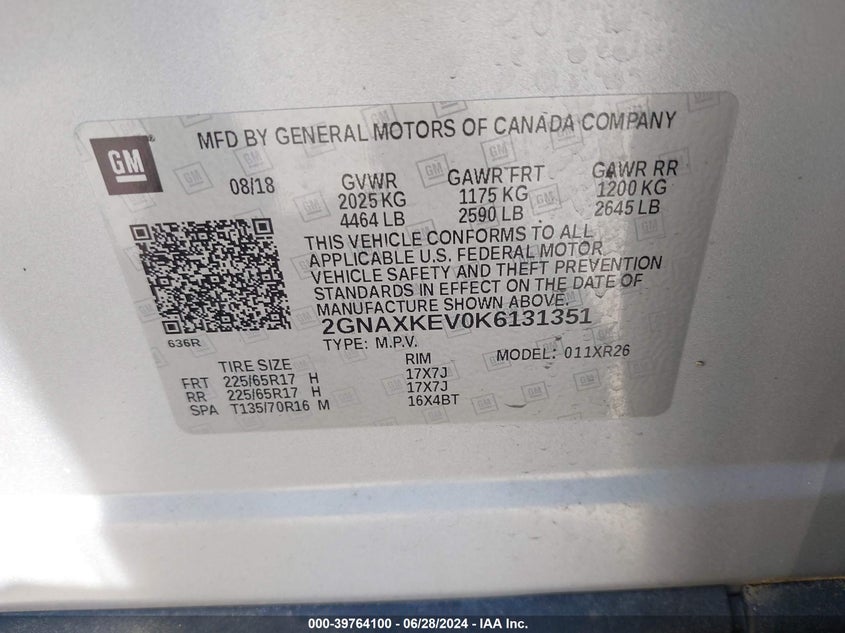 GM
MFD BY GENERAL MOTORS OF CANADA COMPANY
08/18 GVWR GAWR FRT GAWR RR
2025 KG 1175 KG 1200 KG
4464 LB 2590 LB 2645 LB
THIS VEHICLE CONFORMS TO ALL
APPLICABLE U.S. FEDERAL MOTOR
VEHICLE SAFETY AND THEFT PREVENTION
STANDARDS IN EFFECT ON THE DATE OF
MANUFACTURE SHOWN ABOVE.
2GNAXKEV0K6131351
636R
TYPE: M.P.V. MODEL: 011XR26
TIRE SIZE RIM
FRT 225/65R17 H 17X7J
RR 225/65R17 H 17X7J
SPA T135/70R16 M 16X4BT
000-39764100 - 06/28/2024 - IAA Inc.